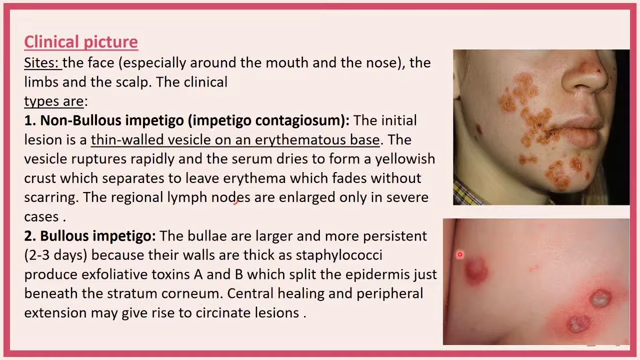 Clinical picture
Sites: the face (especially around the mouth and the nose), the
limbs and the scalp. The clinical
types are:
1. Non-Bullous impetigo (impetigo contagiosum): The initial
lesion is a thin-walled vesicle on an erythematous base. The
vesicle ruptures rapidly and the serum dries to form a yellowish
crust which separates to leave erythema which fades without
scarring. The regional lymph nodes are enlarged only in severe
cases .
2. Bullous impetigo: The bullae are larger and more persistent
(2-3 days) because their walls are thick as staphylococci
produce exfoliative toxins A and B which split the epidermis just
beneath the stratum corneum. Central healing and peripheral
extension may give rise to circinate lesions .